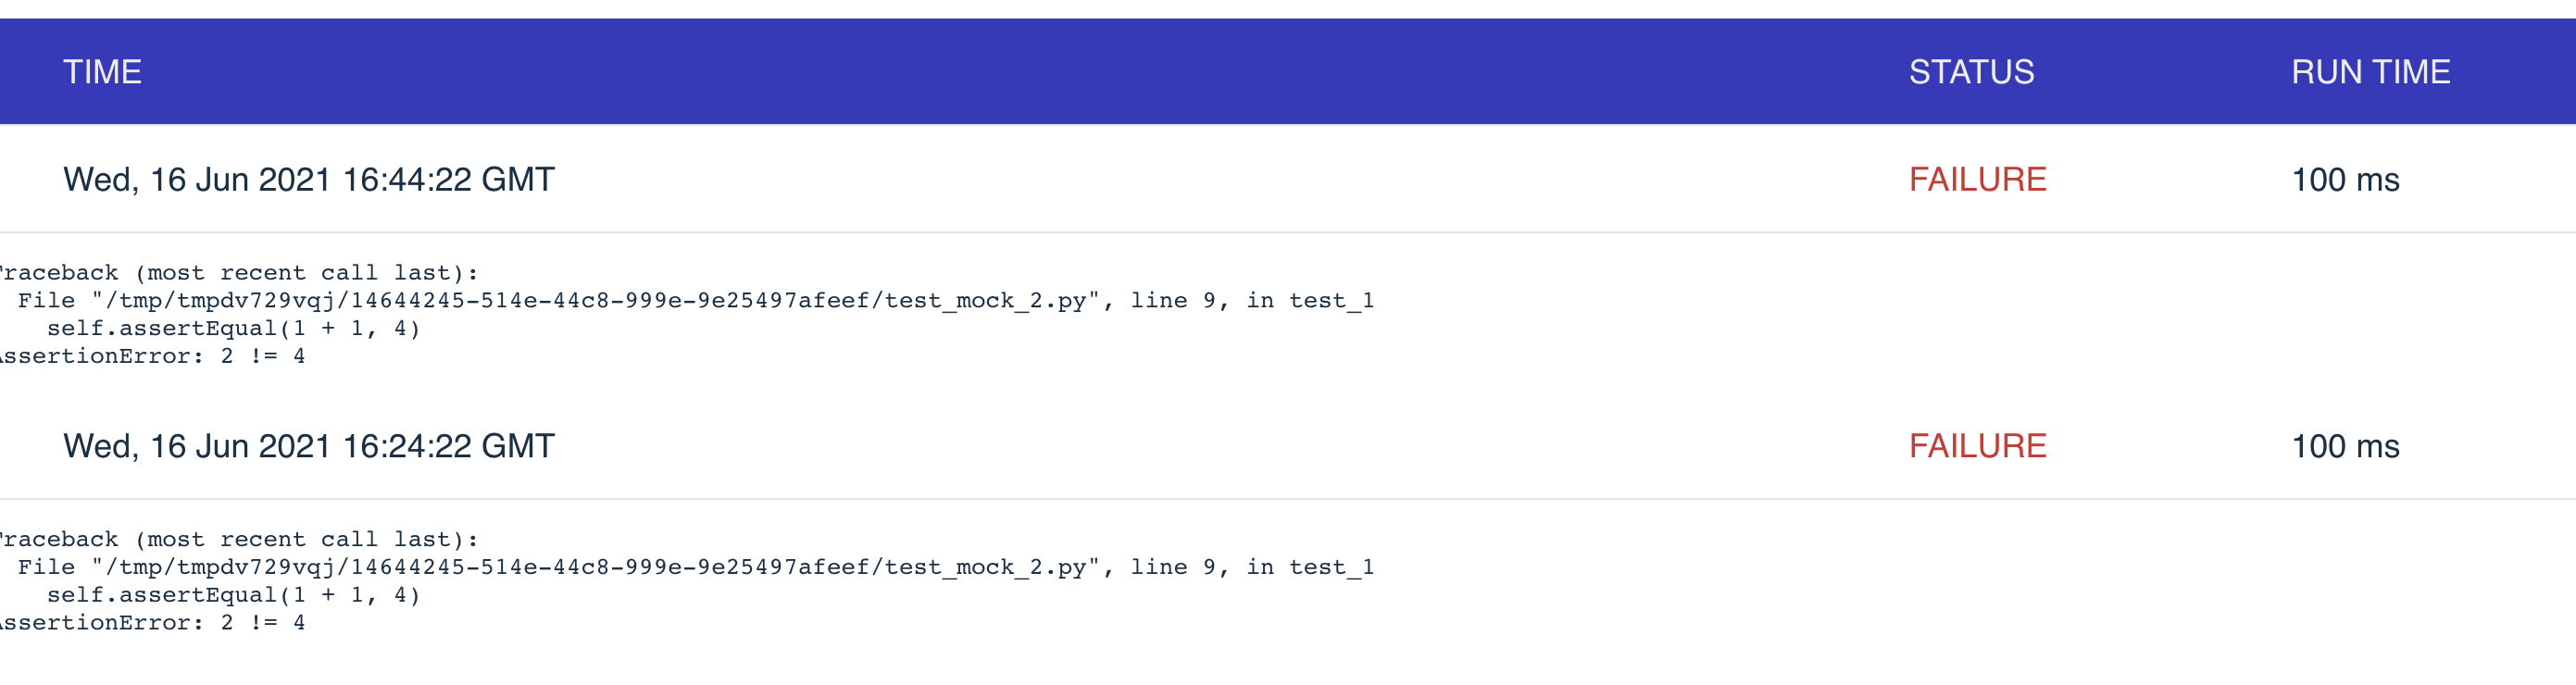 TIME STATUS RUN TIME
Wed, 16 Jun 2021 16:44:22 GMT FAILURE 100 ms
Traceback (most recent call last):
File "/tmp/tmpdv729vqj/14644245-514e-44c8-999e-9e25497afeef/test_mock_2.py", line 9, in test_1
self.assertEqual(1 + 1, 4)
AssertionError: 2 != 4
Wed, 16 Jun 2021 16:24:22 GMT FAILURE 100 ms
Traceback (most recent call last):
File "/tmp/tmpdv729vqj/14644245-514e-44c8-999e-9e25497afeef/test_mock_2.py", line 9, in test_1
self.assertEqual(1 + 1, 4)
AssertionError: 2 != 4